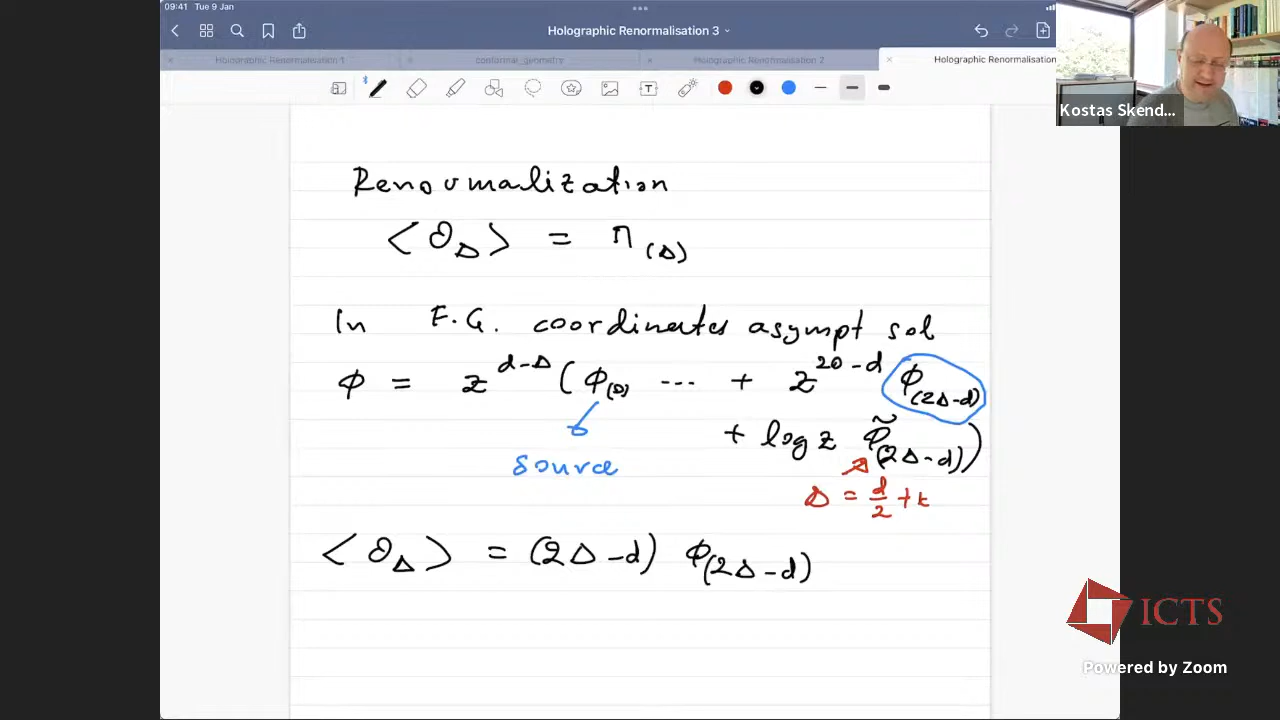 09:41 Tue 9 Jan
Holographic Renormalisation 3
Holographic Renormalisation 1
conformal_geometry
Holographic Renormalisation 2
Holographic Renormalisation
Kostas Skend...
Renormalization
<O_Δ> = π_(Δ)
In F.G. coordinates asympt sol
φ = z^{d-Δ} (φ_(0) ... + z^{2Δ-d} φ_(2Δ-d)
+ log z φ̃_(2Δ-d))
source
Δ = d/2 + k
<O_Δ> = (2Δ-d) φ_(2Δ-d)
ICTS
Powered by Zoom